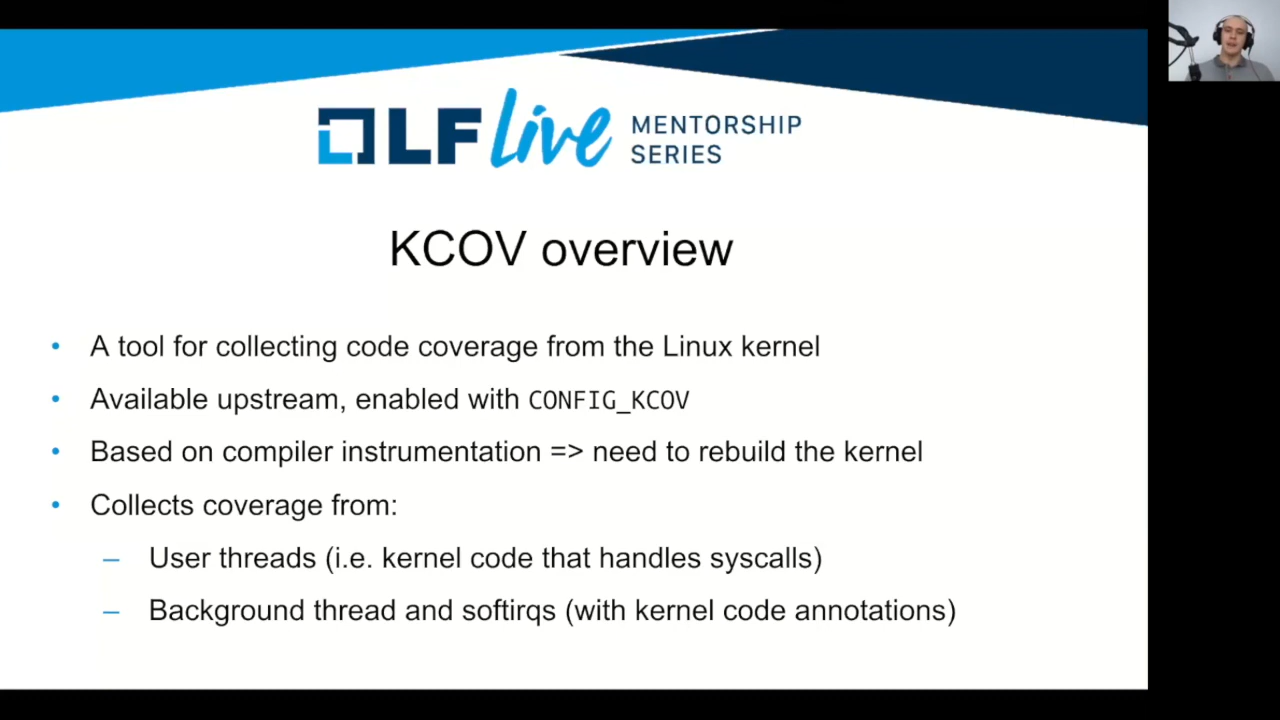 LF Live MENTORSHIP
SERIES
KCOV overview
• A tool for collecting code coverage from the Linux kernel
• Available upstream, enabled with CONFIG_KCOV
• Based on compiler instrumentation => need to rebuild the kernel
• Collects coverage from:
– User threads (i.e. kernel code that handles syscalls)
– Background thread and softirqs (with kernel code annotations)